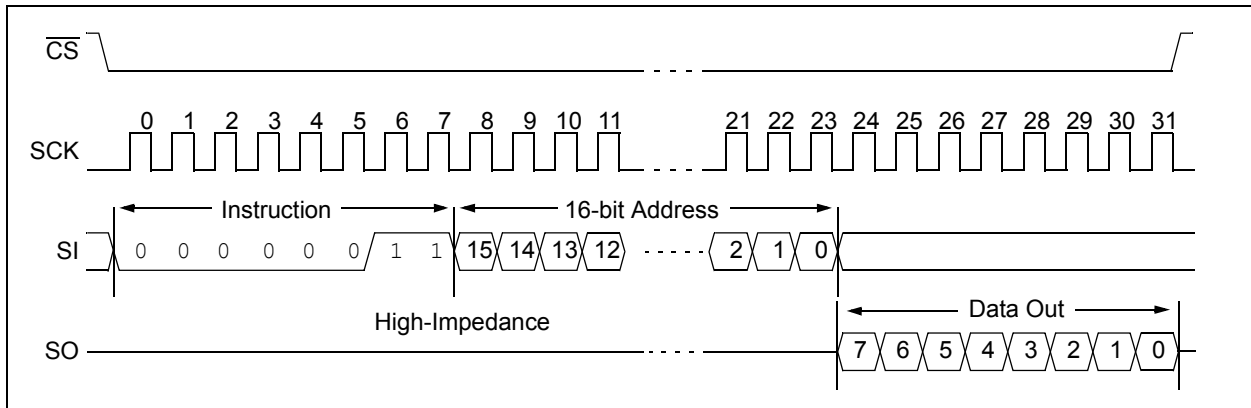 CS
0 1 2 3 4 5 6 7 8 9 10 11 21 22 23 24 25 26 27 28 29 30 31
SCK
Instruction 16-bit Address
SI 0 0 0 0 0 0 1 1 15 14 13 12 2 1 0
Data Out
High-Impedance
SO 7 6 5 4 3 2 1 0